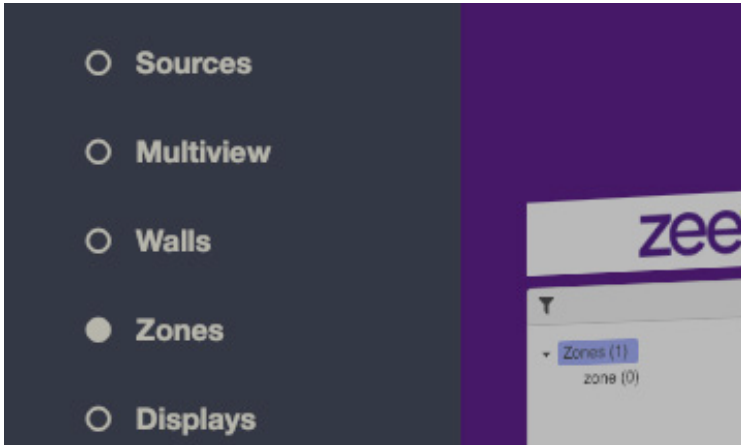 Sources
Multiview
Walls
Zones
Displays
zee
Zones (1)
zone (0)